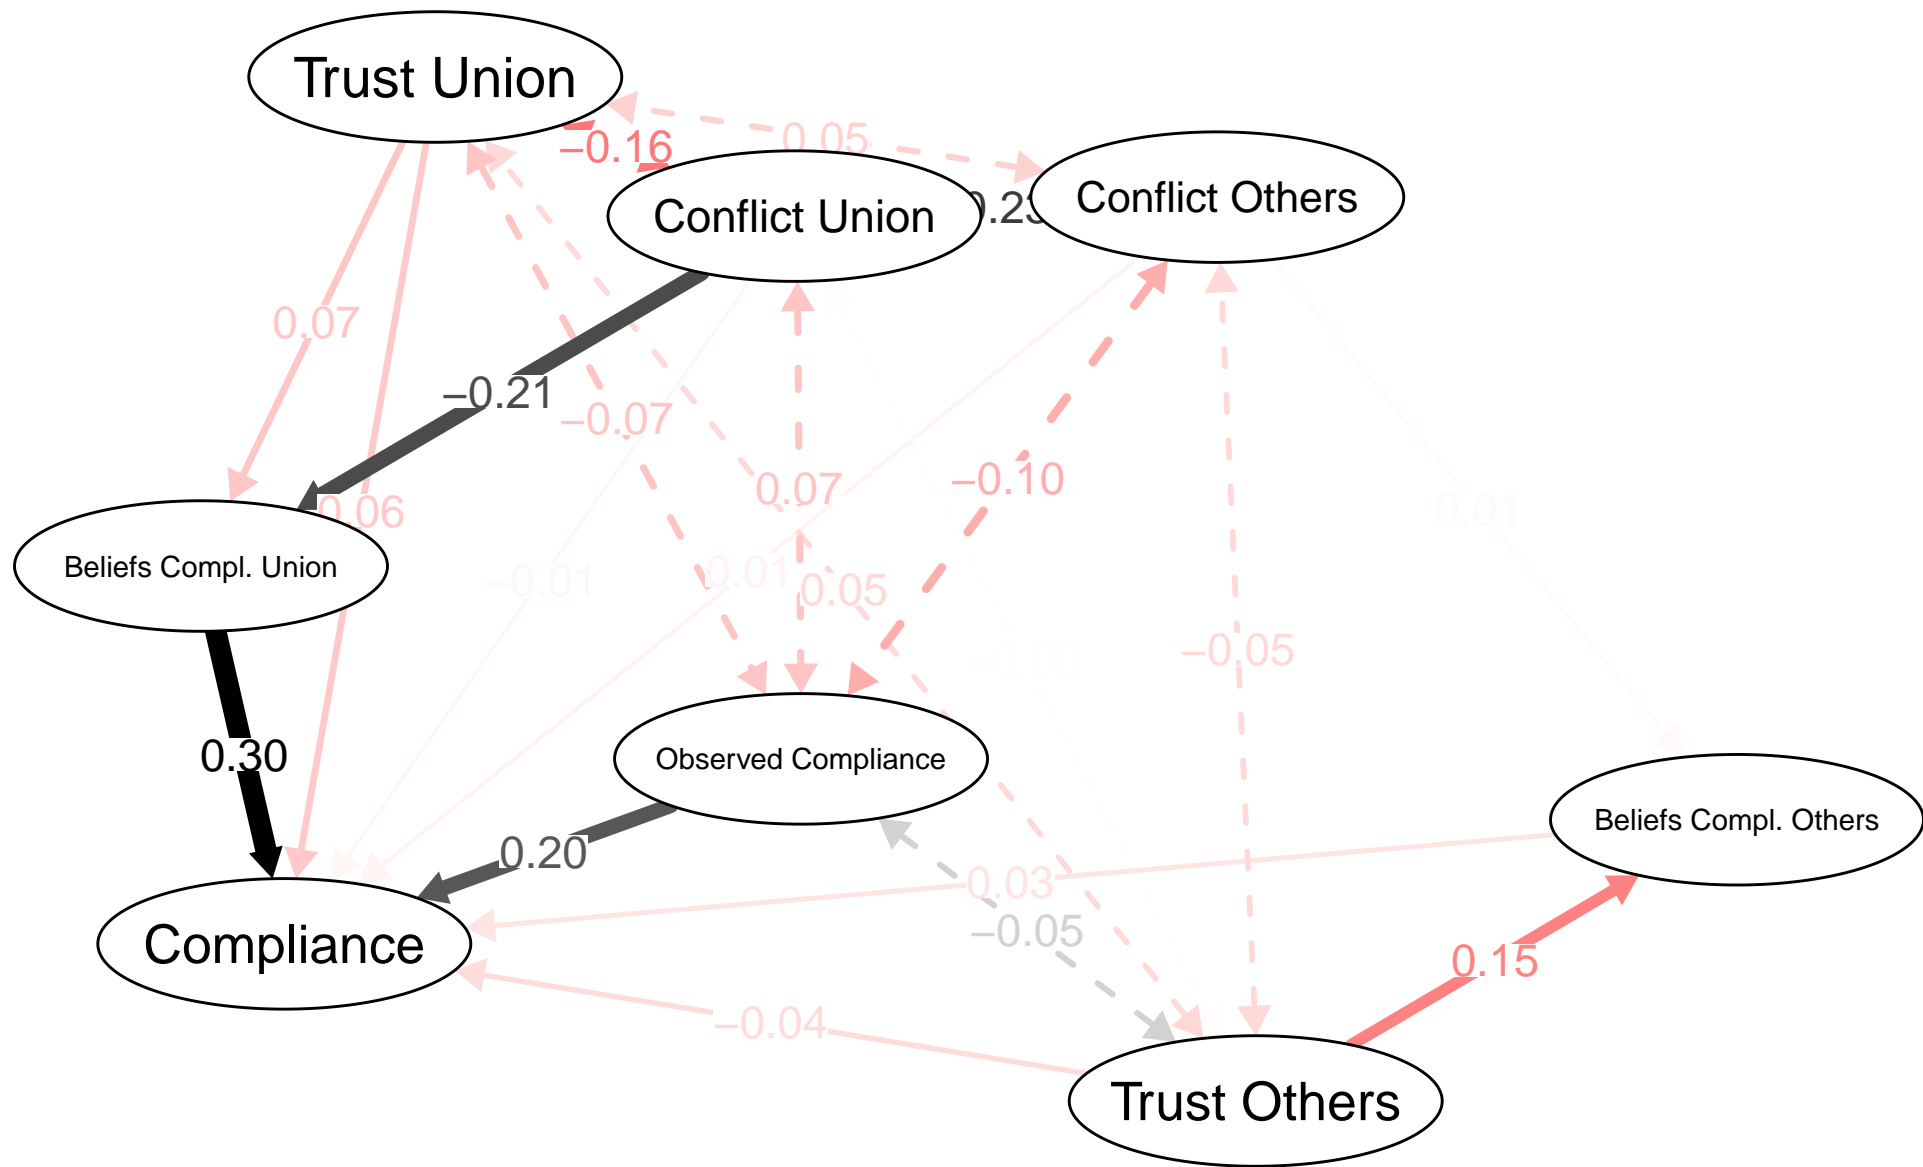 Trust Union
0.05
−0.16
Conflict Others
Conflict Union
0.23
0.07
−0.21
−0.07
−0.10
0.07
0.06
0.01
Beliefs Compl. Union
−0.01
0.01
0.05
−0.05
−0.00
0.30
Observed Compliance
Beliefs Compl. Others
0.20
0.03
−0.05
Compliance
0.15
−0.04
Trust Others